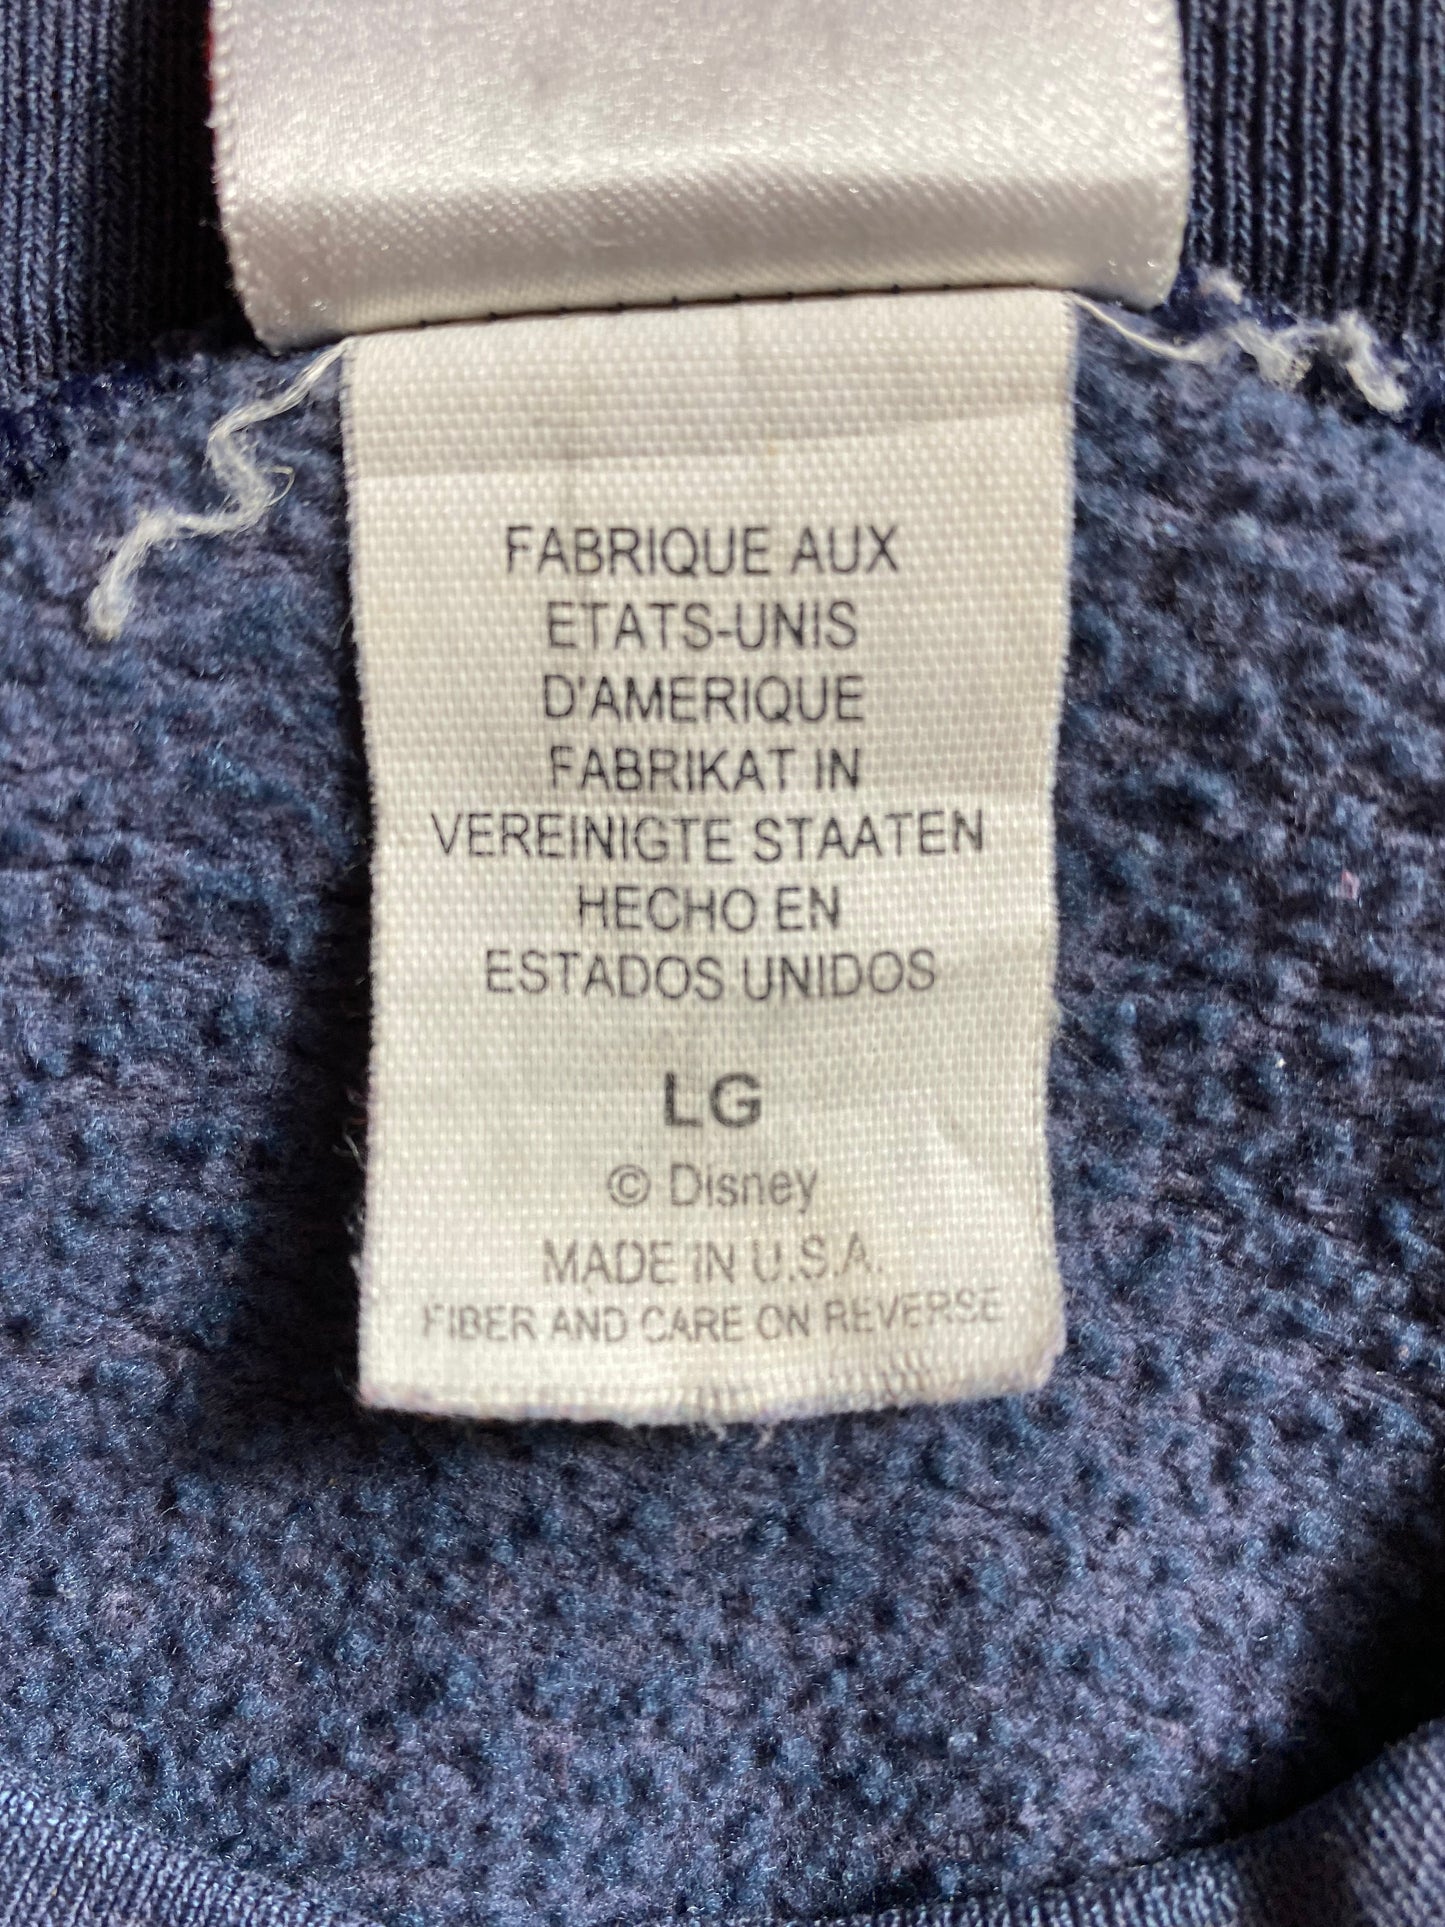 FABRIQUE AUX
ETATS-UNIS
D'AMERIQUE
FABRIKAT IN
VEREINIGTE STAATEN
HECHO EN
ESTADOS UNIDOS
LG
© Disney
MADE IN U.S.A.
FIBER AND CARE ON REVERSE